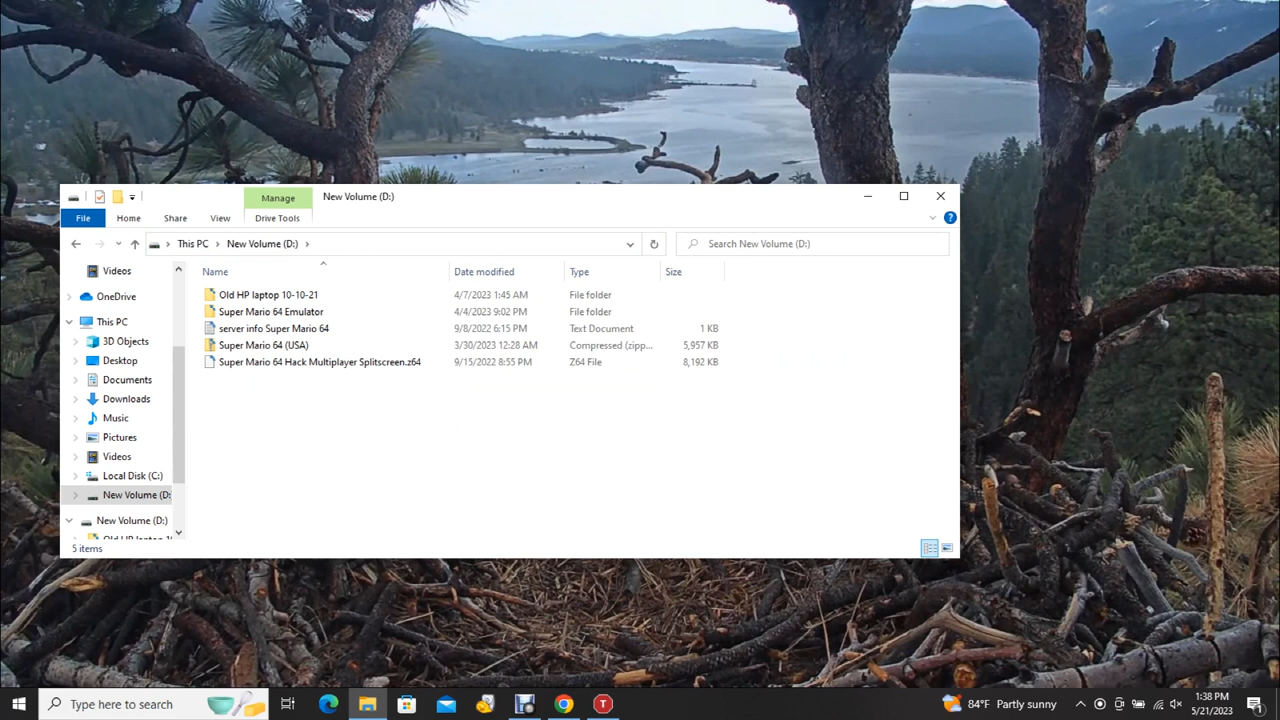 Manage
New Volume (D:)
File
Home
Share
View
Drive Tools
This PC
New Volume (D:)
Search New Volume (D:)
Name
Date modified
Type
Size
Videos
OneDrive
This PC
3D Objects
Desktop
Documents
Downloads
Music
Pictures
Videos
Local Disk (C:)
New Volume (D:
New Volume (D:)
Old HP laptop 1
Old HP laptop 10-10-21 4/7/2023 1:45 AM File folder
Super Mario 64 Emulator 4/4/2023 9:02 PM File folder
server info Super Mario 64 9/8/2022 6:15 PM Text Document 1 KB
Super Mario 64 (USA) 3/30/2023 12:28 AM Compressed (zipp... 5,957 KB
Super Mario 64 Hack Multiplayer Splitscreen.z64 9/15/2022 8:55 PM Z64 File 8,192 KB
5 items
Type here to search
84°F Partly sunny
1:38 PM
5/21/2023
1